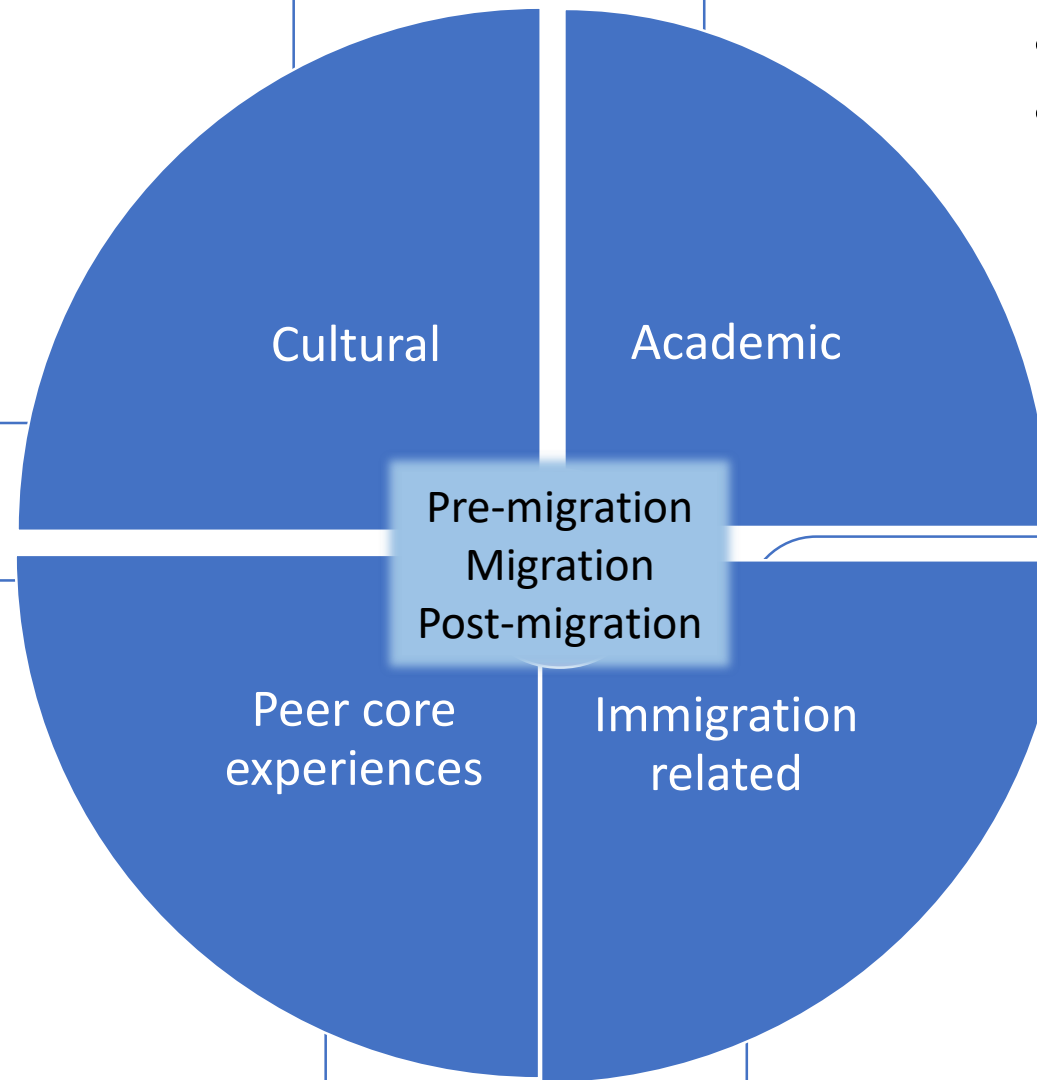 Cultural
Academic
Pre-migration
Migration
Post-migration
Peer core
experiences
Immigration
related